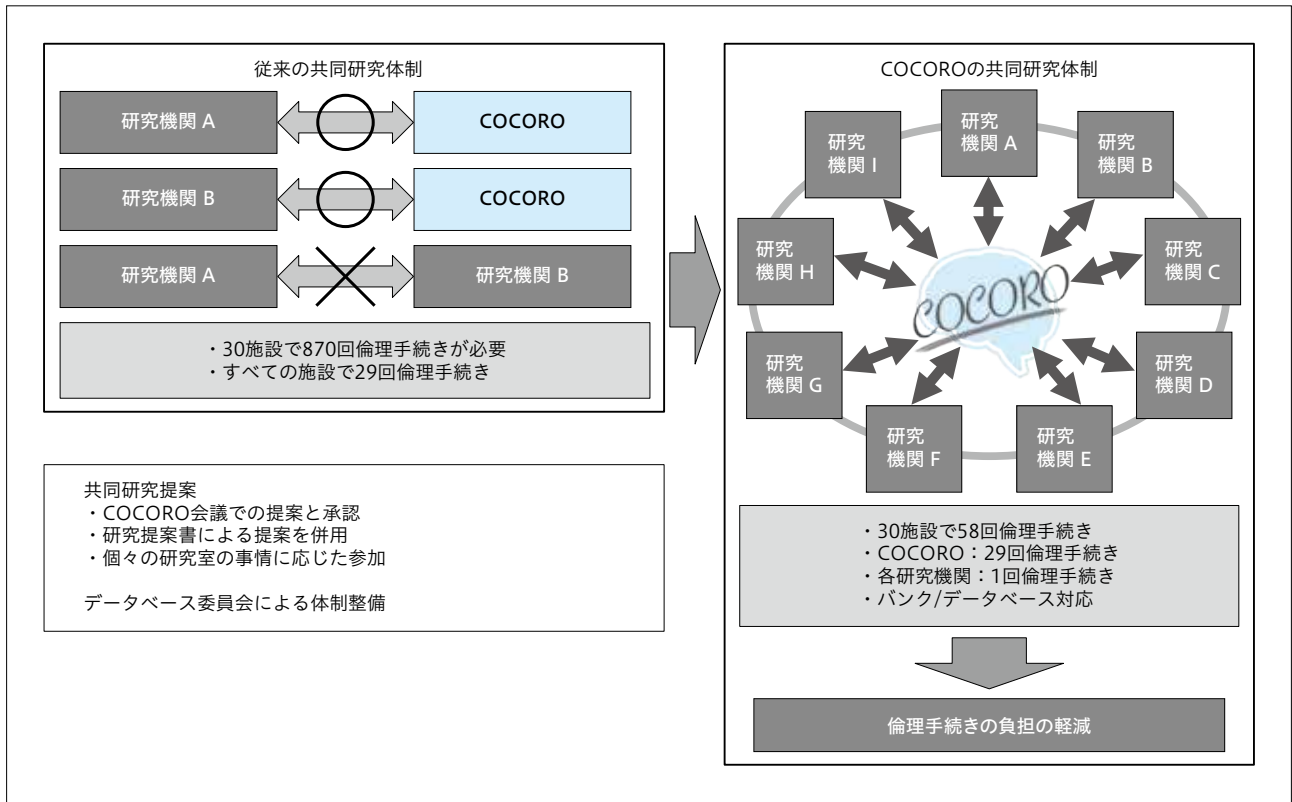 従来の共同研究体制
研究機関 A
COCORO
研究機関 B
COCORO
研究機関 A
研究機関 B
・30施設で870回倫理手続きが必要
・すべての施設で29回倫理手続き
共同研究提案
・COCORO会議での提案と承認
・研究提案書による提案を併用
・個々の研究室の事情に応じた参加
データベース委員会による体制整備
COCOROの共同研究体制
研究
機関 A
研究
機関 B
研究
機関 C
研究
機関 D
研究
機関 E
研究
機関 F
研究
機関 G
研究
機関 H
研究
機関 I
COCORO
・30施設で58回倫理手続き
・COCORO：29回倫理手続き
・各研究機関：1回倫理手続き
・バンク/データベース対応
倫理手続きの負担の軽減